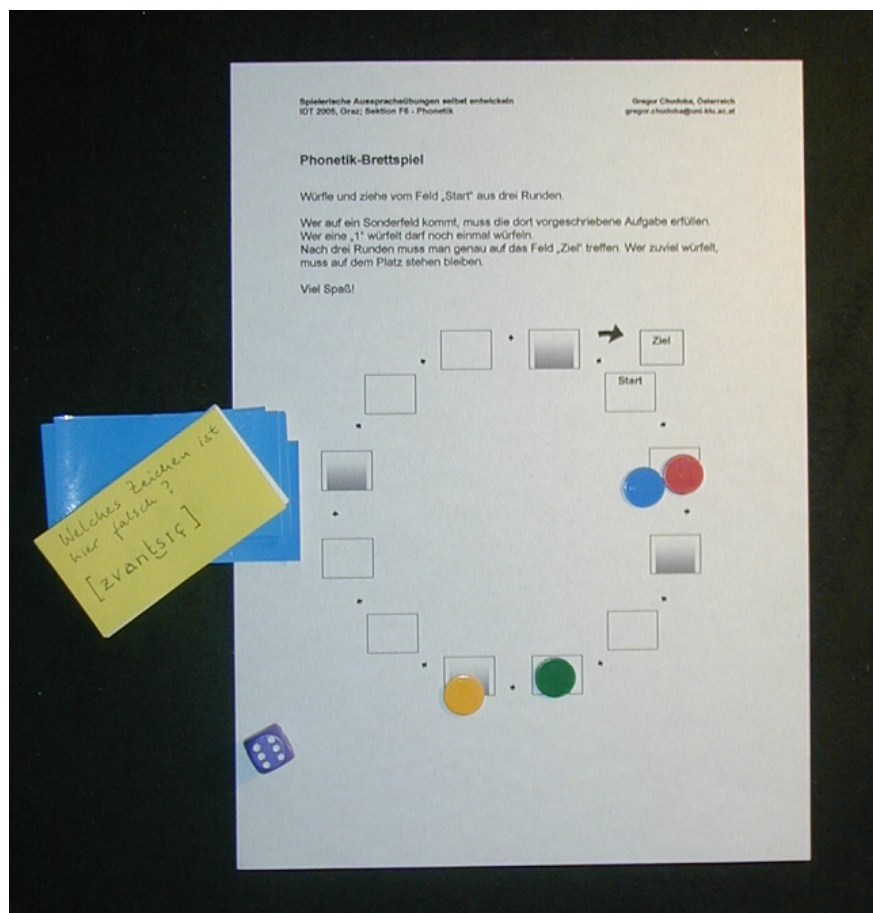 Spielerische Ausspracheübungen selbst entwickeln
IDT 2005, Graz; Sektion F6 - Phonetik
Gregor Chudoba, Österreich
gregor.chudoba@uni-klu.ac.at
Phonetik-Brettspiel
Würfle und ziehe vom Feld „Start“ aus drei Runden.
Wer auf ein Sonderfeld kommt, muss die dort vorgeschriebene Aufgabe erfüllen.
Wer eine „1“ würfelt darf noch einmal würfeln.
Nach drei Runden muss man genau auf das Feld „Ziel“ treffen. Wer zuviel würfelt,
muss auf dem Platz stehen bleiben.
Viel Spaß!
Ziel
Start
Welches Zeichen ist
hier falsch?
[zvant͜sıç]